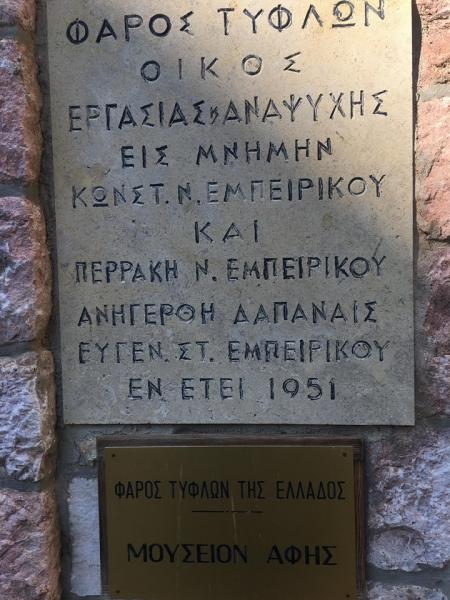 ΦΑΡΟΣ ΤΥΦΛΩΝ
ΟΙΚΟΣ
ΕΡΓΑΣΙΑΣ ϗ ΑΝΑΨΥΧΗΣ
ΕΙΣ ΜΝΗΜΗΝ
ΚΩΝΣΤ. Ν. ΕΜΠΕΙΡΙΚΟΥ
ΚΑΙ
ΠΕΡΡΑΚΗ Ν. ΕΜΠΕΙΡΙΚΟΥ
ΑΝΗΓΕΡΘΗ ΔΑΠΑΝΑΙΣ
ΕΥΓΕΝ. ΣΤ. ΕΜΠΕΙΡΙΚΟΥ
ΕΝ ΕΤΕΙ 1951
ΦΑΡΟΣ ΤΥΦΛΩΝ ΤΗΣ ΕΛΛΑΔΟΣ
ΜΟΥΣΕΙΟΝ ΑΦΗΣ